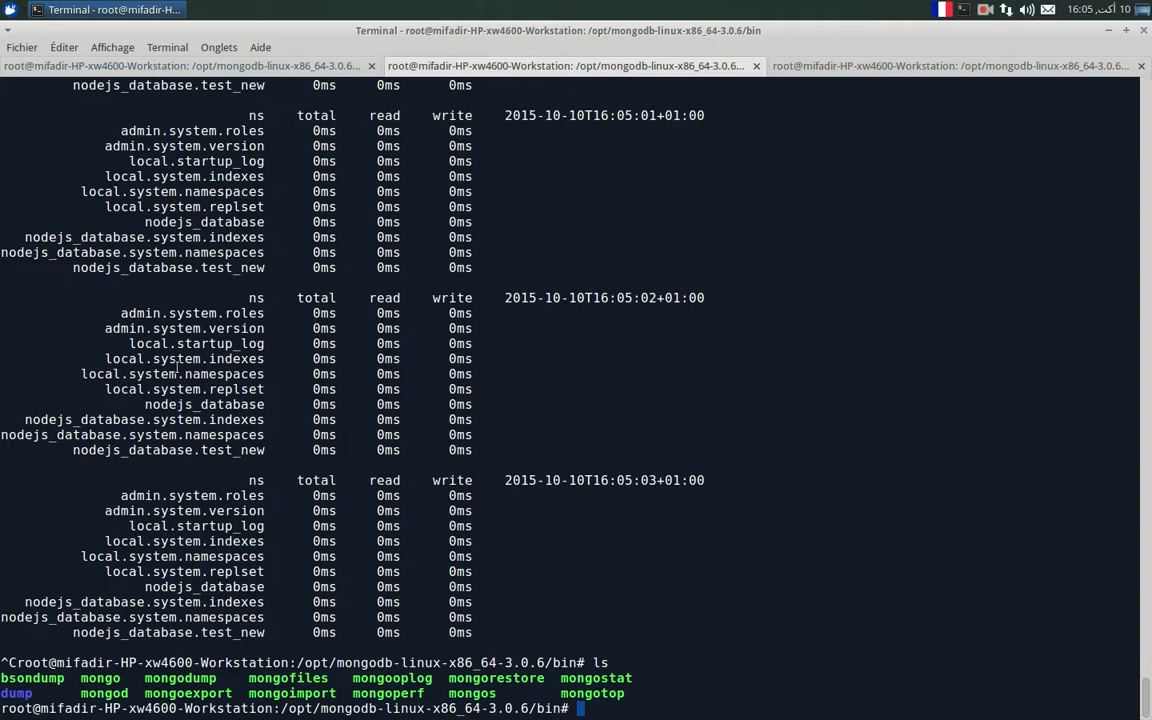 Terminal - root@mifadir-H...
16:05 ,أكت 10
Terminal - root@mifadir-HP-xw4600-Workstation: /opt/mongodb-linux-x86_64-3.0.6/bin
Fichier Éditer Affichage Terminal Onglets Aide
root@mifadir-HP-xw4600-Workstation: /opt/mongodb-linux-x86_64-3.0.6... root@mifadir-HP-xw4600-Workstation: /opt/mongodb-linux-x86_64-3.0.6... root@mifadir-HP-xw4600-Workstation: /opt/mongodb-linux-x86_64-3.0.6...
nodejs_database.test_new 0ms 0ms 0ms
ns total read write 2015-10-10T16:05:01+01:00
admin.system.roles 0ms 0ms 0ms
admin.system.version 0ms 0ms 0ms
local.startup_log 0ms 0ms 0ms
local.system.indexes 0ms 0ms 0ms
local.system.namespaces 0ms 0ms 0ms
local.system.replset 0ms 0ms 0ms
nodejs_database 0ms 0ms 0ms
nodejs_database.system.indexes 0ms 0ms 0ms
nodejs_database.system.namespaces 0ms 0ms 0ms
nodejs_database.test_new 0ms 0ms 0ms
ns total read write 2015-10-10T16:05:02+01:00
admin.system.roles 0ms 0ms 0ms
admin.system.version 0ms 0ms 0ms
local.startup_log 0ms 0ms 0ms
local.system.indexes 0ms 0ms 0ms
local.system.namespaces 0ms 0ms 0ms
local.system.replset 0ms 0ms 0ms
nodejs_database 0ms 0ms 0ms
nodejs_database.system.indexes 0ms 0ms 0ms
nodejs_database.system.namespaces 0ms 0ms 0ms
nodejs_database.test_new 0ms 0ms 0ms
ns total read write 2015-10-10T16:05:03+01:00
admin.system.roles 0ms 0ms 0ms
admin.system.version 0ms 0ms 0ms
local.startup_log 0ms 0ms 0ms
local.system.indexes 0ms 0ms 0ms
local.system.namespaces 0ms 0ms 0ms
local.system.replset 0ms 0ms 0ms
nodejs_database 0ms 0ms 0ms
nodejs_database.system.indexes 0ms 0ms 0ms
nodejs_database.system.namespaces 0ms 0ms 0ms
nodejs_database.test_new 0ms 0ms 0ms
^Croot@mifadir-HP-xw4600-Workstation:/opt/mongodb-linux-x86_64-3.0.6/bin# ls
bsondump mongo mongodump mongofiles mongooplog mongorestore mongostat
dump mongod mongoexport mongoimport mongoperf mongos mongotop
root@mifadir-HP-xw4600-Workstation:/opt/mongodb-linux-x86_64-3.0.6/bin#